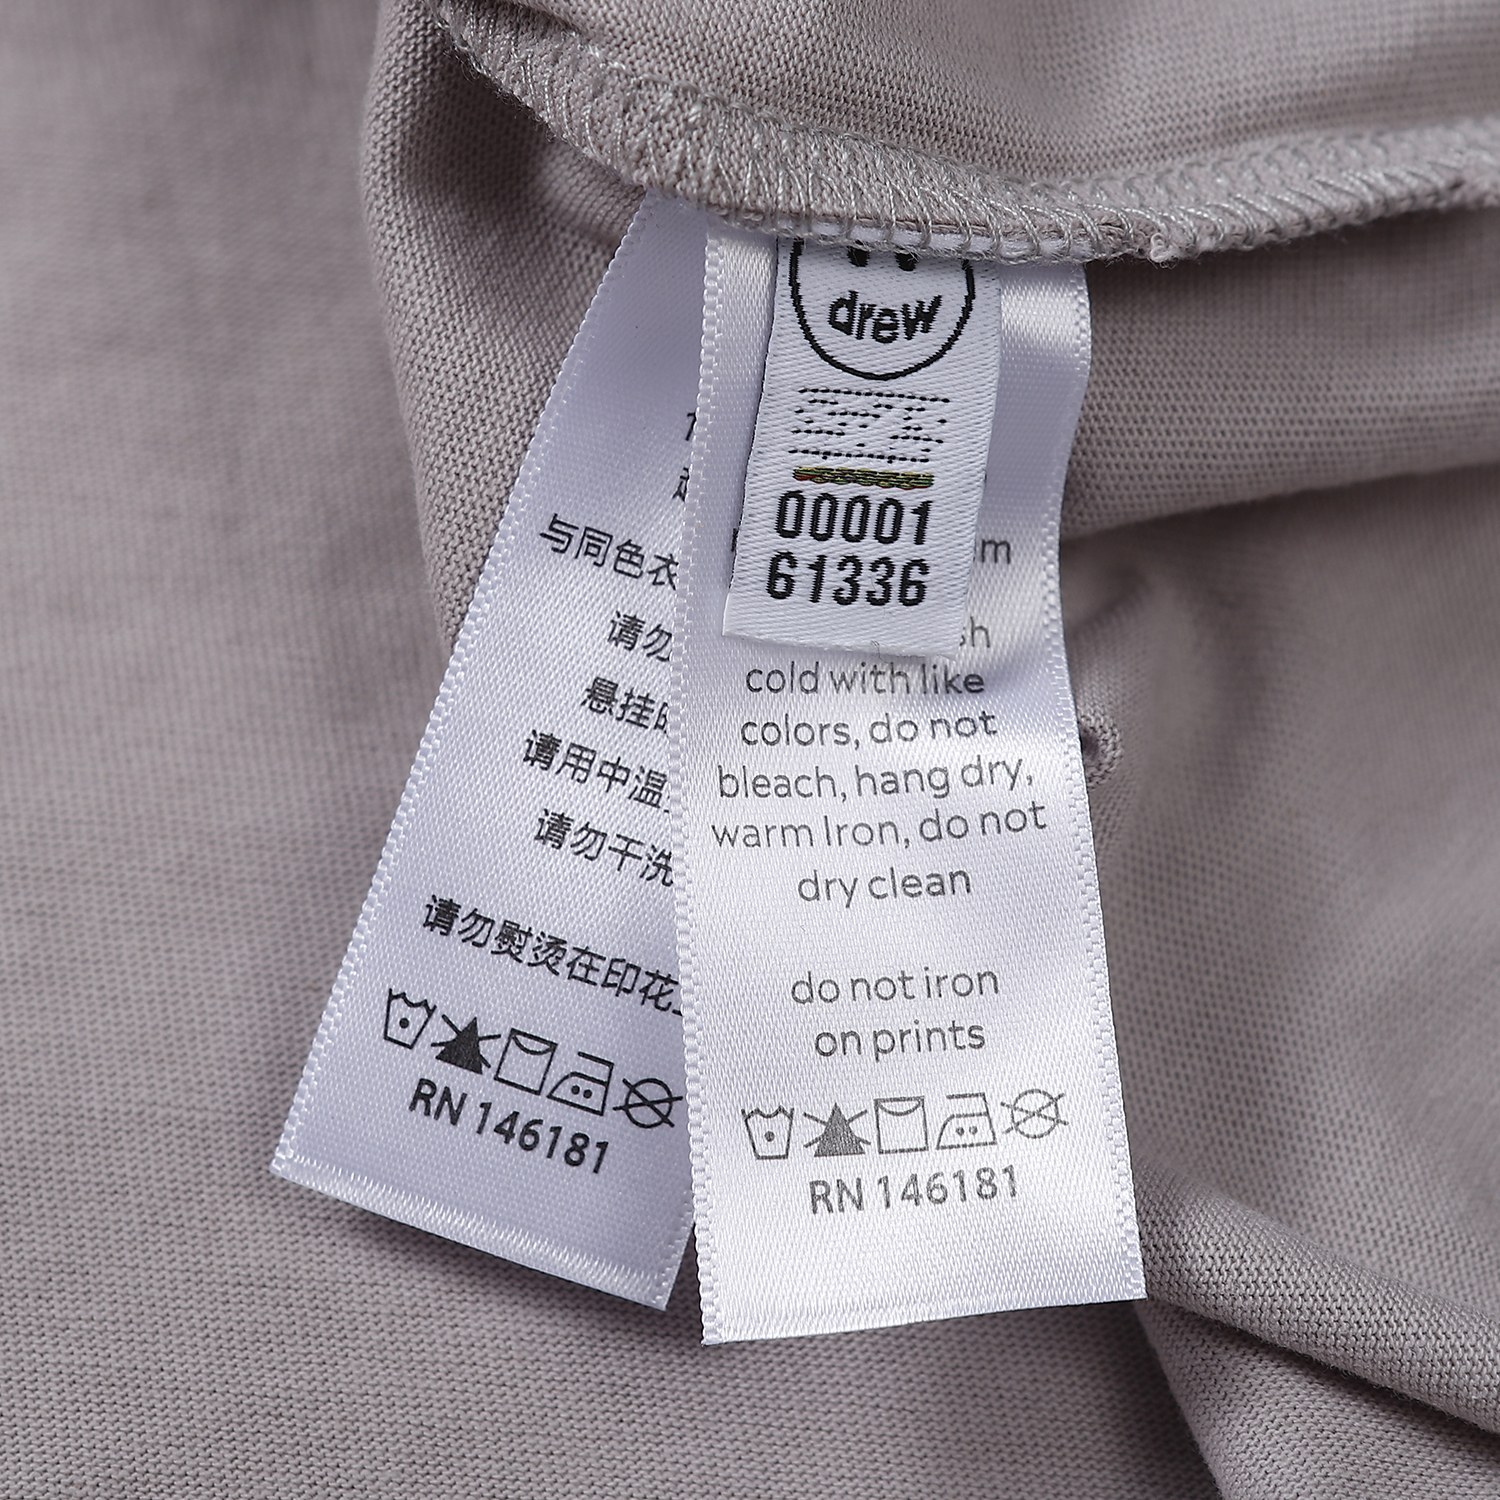 drew
00001
61336
cold with like
colors, do not
bleach, hang dry,
warm Iron, do not
dry clean
do not iron
on prints
RN 146181
与同色衣
请勿
悬挂
请用中温
请勿干洗
请勿熨烫在印花
RN 146181